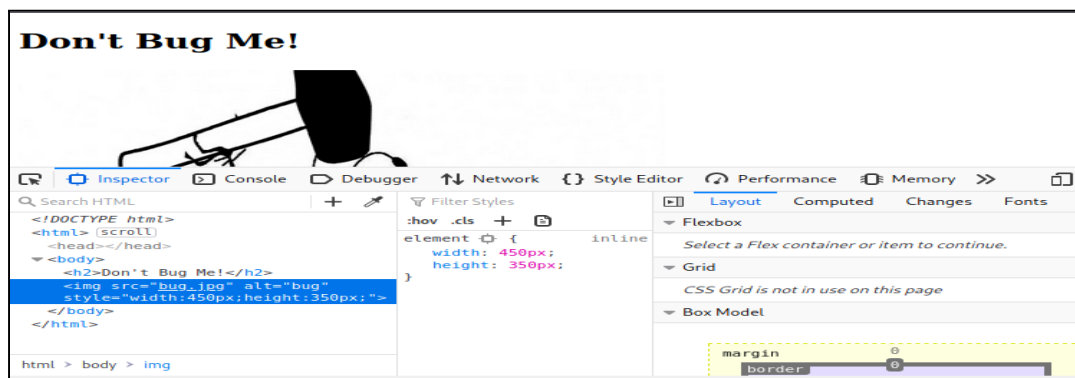 Don't Bug Me!
Inspector Console Debugger Network {} Style Editor Performance Memory >>
Search HTML +
Filter Styles
Layout Computed Changes Fonts
<!DOCTYPE html>
<html> scroll
<head></head>
<body>
<h2>Don't Bug Me!</h2>
<img src="bug.jpg" alt="bug"
style="width:450px;height:350px;">
</body>
</html>
html > body > img
:hov .cls +
element { inline
width: 450px;
height: 350px;
}
Flexbox
Select a Flex container or item to continue.
Grid
CSS Grid is not in use on this page
Box Model
margin 0
border 0